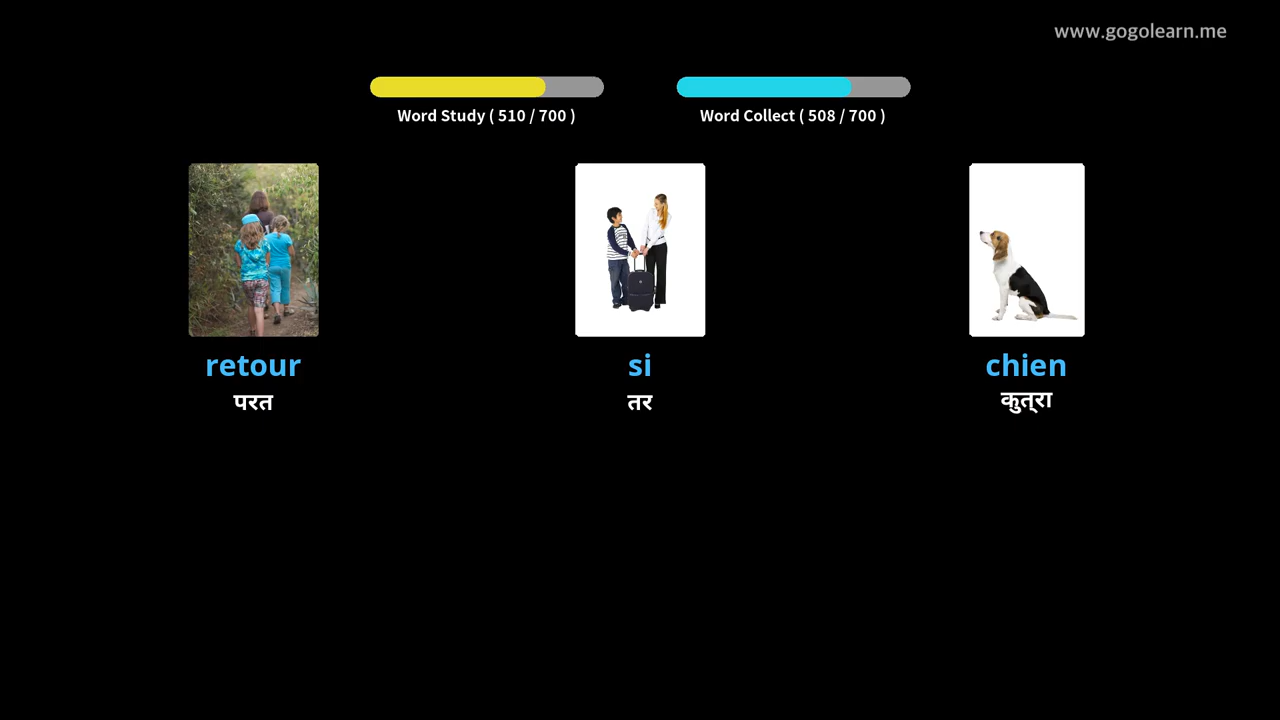 www.gogolearn.me
Word Study ( 510 / 700 )
Word Collect ( 508 / 700 )
retour
si
chien
परत
तर
कुत्रा